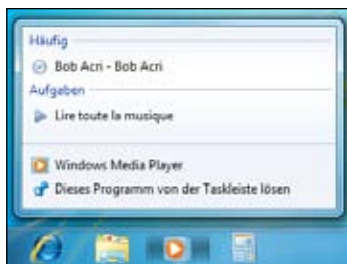 Häufig
Bob Acri - Bob Acri
Aufgaben
Lire toute la musique
Windows Media Player
Dieses Programm von der Taskleiste lösen